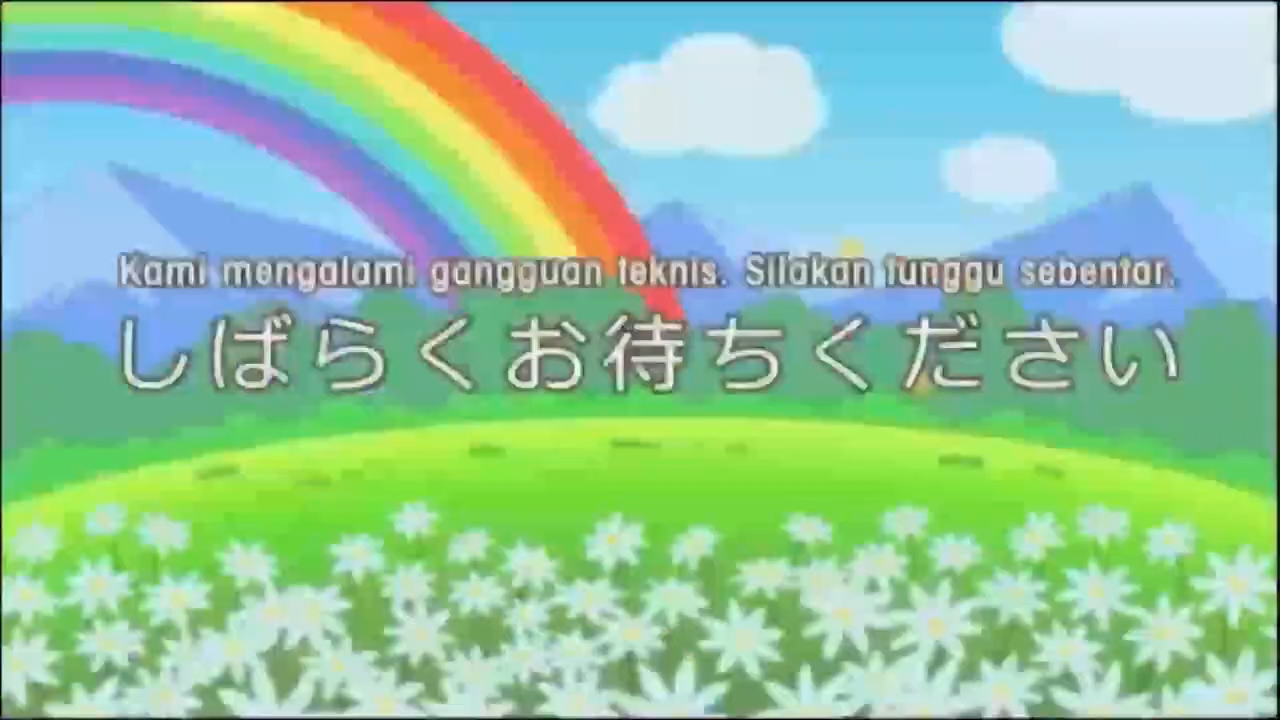 Kami mengalami gangguan teknis. Silakan tunggu sebentar.
しばらくお待ちください